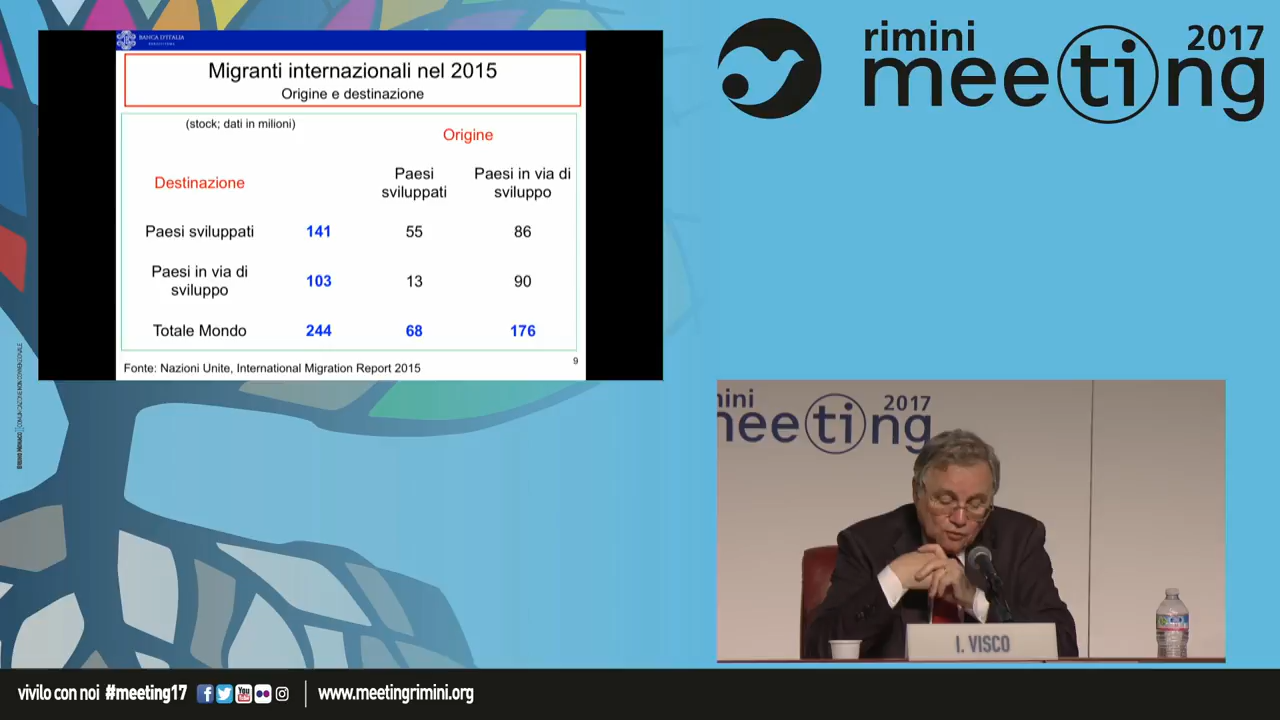 BANCA D'ITALIA
EUROSISTEMA
Migranti internazionali nel 2015
Origine e destinazione
(stock; dati in milioni)
Origine
Destinazione
Paesi sviluppati
Paesi in via di sviluppo
Paesi sviluppati 141 55 86
Paesi in via di sviluppo 103 13 90
Totale Mondo 244 68 176
9
Fonte: Nazioni Unite, International Migration Report 2015
rimini 2017
meeting
ini 2017
meeting
I. VISCO
vivilo con noi #meeting17
www.meetingrimini.org